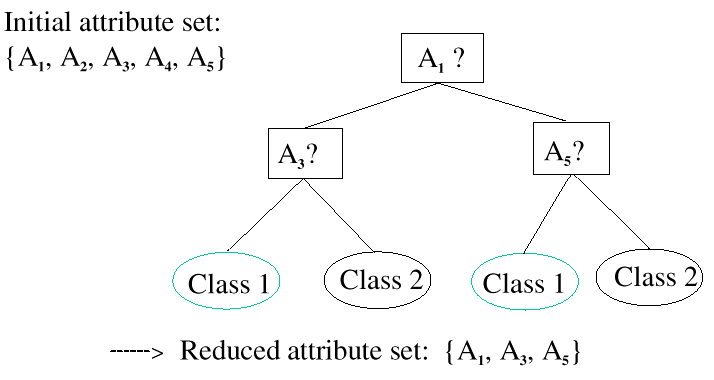 Initial attribute set:
{A₁, A₂, A₃, A₄, A₅}
A₁ ?
A₃?
A₅?
Class 1
Class 2
Class 1
Class 2
------> Reduced attribute set: {A₁, A₃, A₅}